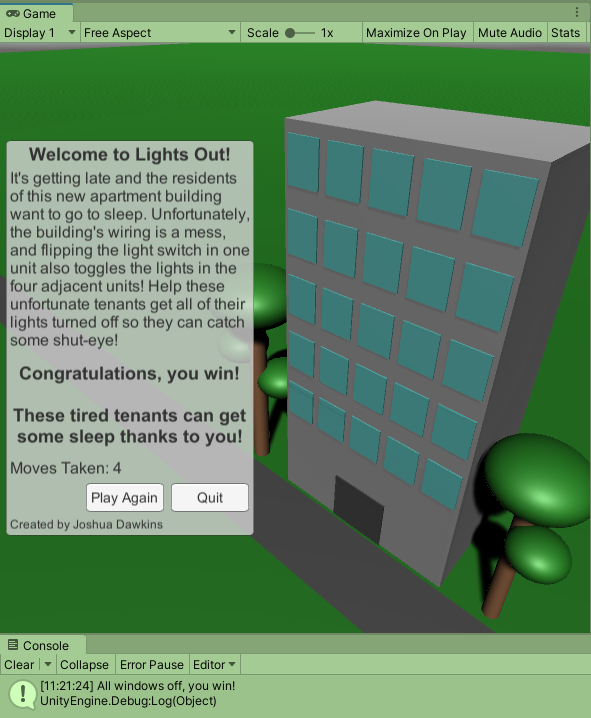 Game
Display 1
Free Aspect
Scale
1x
Maximize On Play
Mute Audio
Stats
Welcome to Lights Out!
It's getting late and the residents
of this new apartment building
want to go to sleep. Unfortunately,
the building's wiring is a mess,
and flipping the light switch in one
unit also toggles the lights in the
four adjacent units! Help these
unfortunate tenants get all of their
lights turned off so they can catch
some shut-eye!
Congratulations, you win!
These tired tenants can get
some sleep thanks to you!
Moves Taken: 4
Play Again
Quit
Created by Joshua Dawkins
Console
Clear
Collapse
Error Pause
Editor
[11:21:24] All windows off, you win!
UnityEngine.Debug:Log(Object)